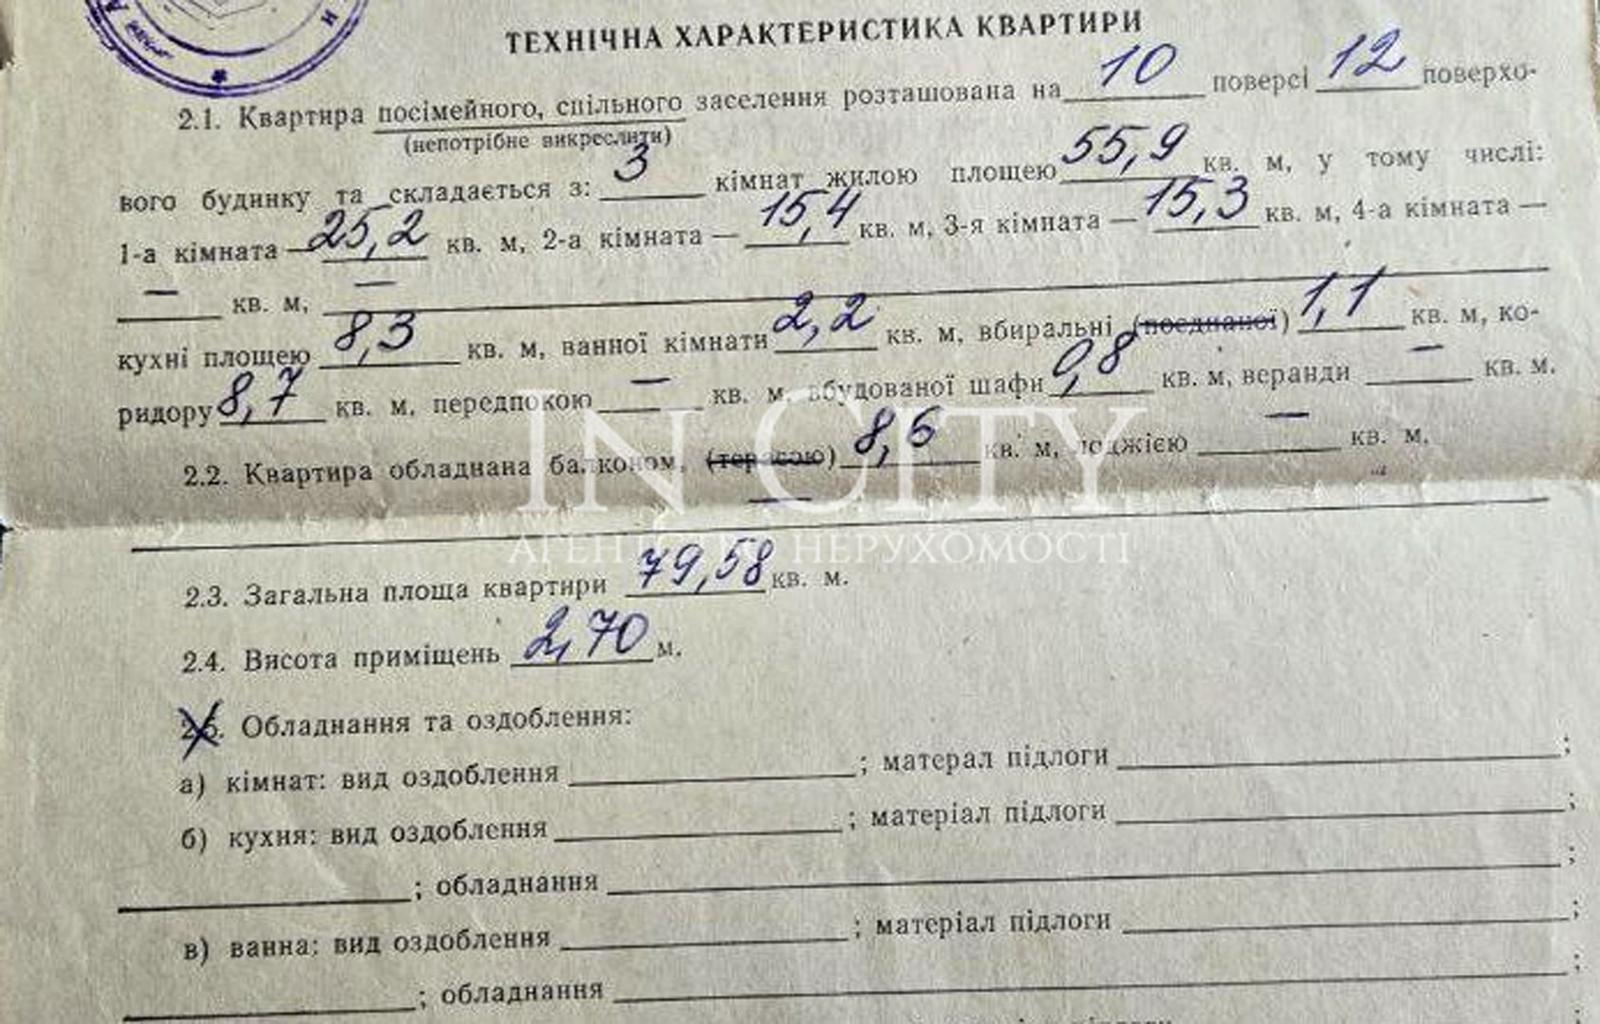 ТЕХНІЧНА ХАРАКТЕРИСТИКА КВАРТИРИ
2.1. Квартира посімейного, спільного заселення розташована на 10 поверсі 12 поверхо-
(непотрібне викреслити)
вого будинку та складається з: 3 кімнат жилою площею 55,9 кв. м, у тому числі:
1-а кімната — 25,2 кв. м, 2-а кімната — 15,4 кв. м, 3-я кімната — 15,3 кв. м, 4-а кімната —
— кв. м, —
кухні площею 8,3 кв. м, ванної кімнати 2,2 кв. м, вбиральні (поєднаної) 1,1 кв. м, ко-
ридору 8,7 кв. м, передпокою — кв. м, вбудованої шафи 0,8 кв. м, веранди — кв. м.
2.2. Квартира обладнана балконом, (терасою) 8,6 кв. м, лоджією — кв. м,
—
IN CITY
АГЕНТСТВО НЕРУХОМОСТІ
2.3. Загальна площа квартири 79,58 кв. м.
2.4. Висота приміщень 2,70 м.
2.5. Обладнання та оздоблення:
а) кімнат: вид оздоблення ; матерал підлоги ;
б) кухня: вид оздоблення ; матеріал підлоги ;
; обладнання ;
в) ванна: вид оздоблення ; матеріал підлоги ;
; обладнання ;
підлоги ;